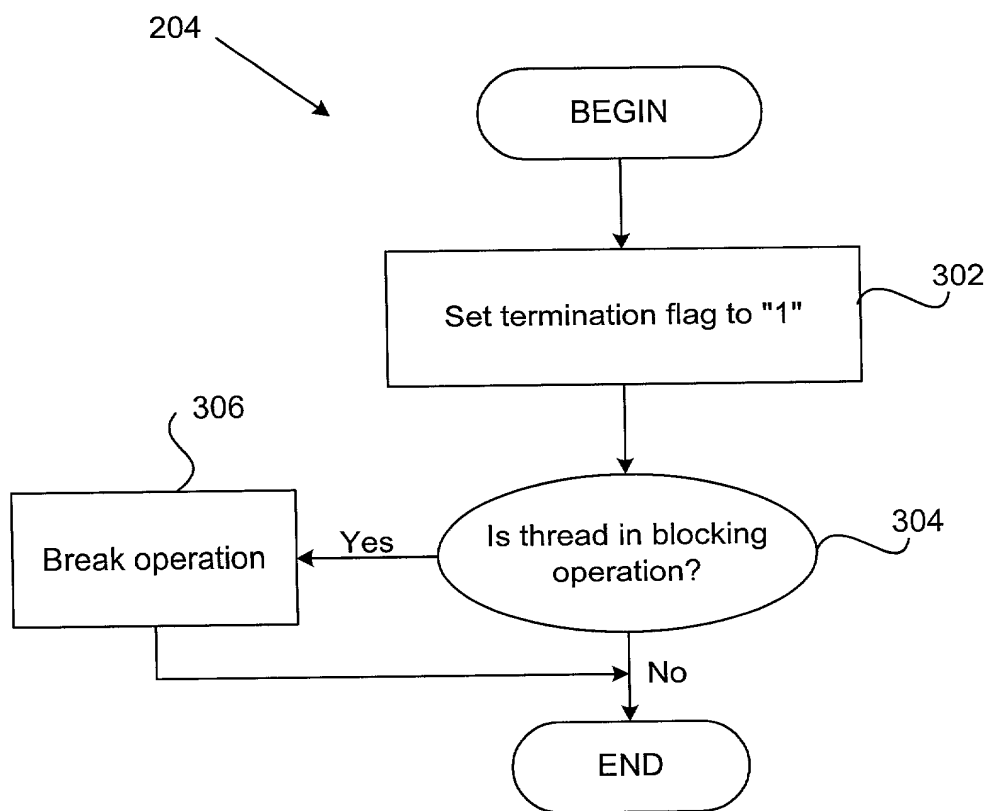 204
BEGIN
302
Set termination flag to "1"
306
304
Is thread in blocking
operation?
Yes
Break operation
No
END